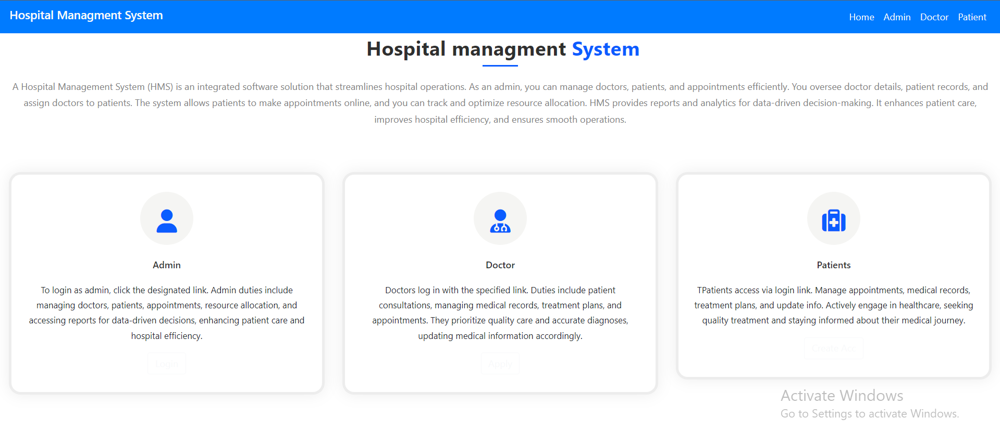 Hospital Managment System
Home Admin Doctor Patient
Hospital managment System
A Hospital Management System (HMS) is an integrated software solution that streamlines hospital operations. As an admin, you can manage doctors, patients, and appointments efficiently. You oversee doctor details, patient records, and
assign doctors to patients. The system allows patients to make appointments online, and you can track and optimize resource allocation. HMS provides reports and analytics for data-driven decision-making. It enhances patient care,
improves hospital efficiency, and ensures smooth operations.
Admin
To login as admin, click the designated link. Admin duties include
managing doctors, patients, appointments, resource allocation, and
accessing reports for data-driven decisions, enhancing patient care and
hospital efficiency.
Login
Doctor
Doctors log in with the specified link. Duties include patient
consultations, managing medical records, treatment plans, and
appointments. They prioritize quality care and accurate diagnoses,
updating medical information accordingly.
Apply
Patients
TPatients access via login link. Manage appointments, medical records,
treatment plans, and update info. Actively engage in healthcare, seeking
quality treatment and staying informed about their medical journey.
Create Acc
Activate Windows
Go to Settings to activate Windows.